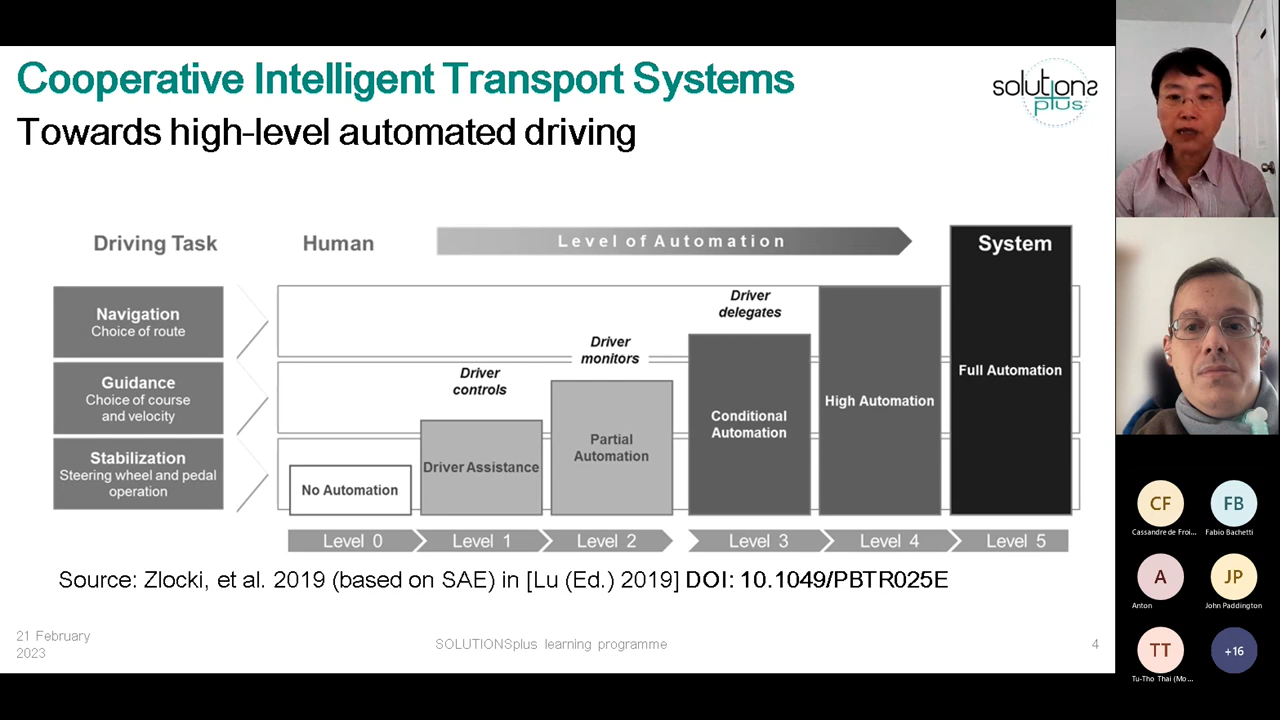 Cooperative Intelligent Transport Systems
Towards high-level automated driving
solutions
plus
Driving Task
Human
Level of Automation
System
Navigation
Choice of route
Guidance
Choice of course
and velocity
Stabilization
Steering wheel and pedal
operation
No Automation
Driver
controls
Driver Assistance
Driver
monitors
Partial
Automation
Driver
delegates
Conditional
Automation
High Automation
Full Automation
Level 0
Level 1
Level 2
Level 3
Level 4
Level 5
Source: Zlocki, et al. 2019 (based on SAE) in [Lu (Ed.) 2019] DOI: 10.1049/PBTR025E
21 February
2023
SOLUTIONSplus learning programme
4
CF
FB
Cassandre de Froi...
Fabio Bachetti
A
JP
Anton
John Paddington
TT
+16
Tu-Tho Thai (Mo...